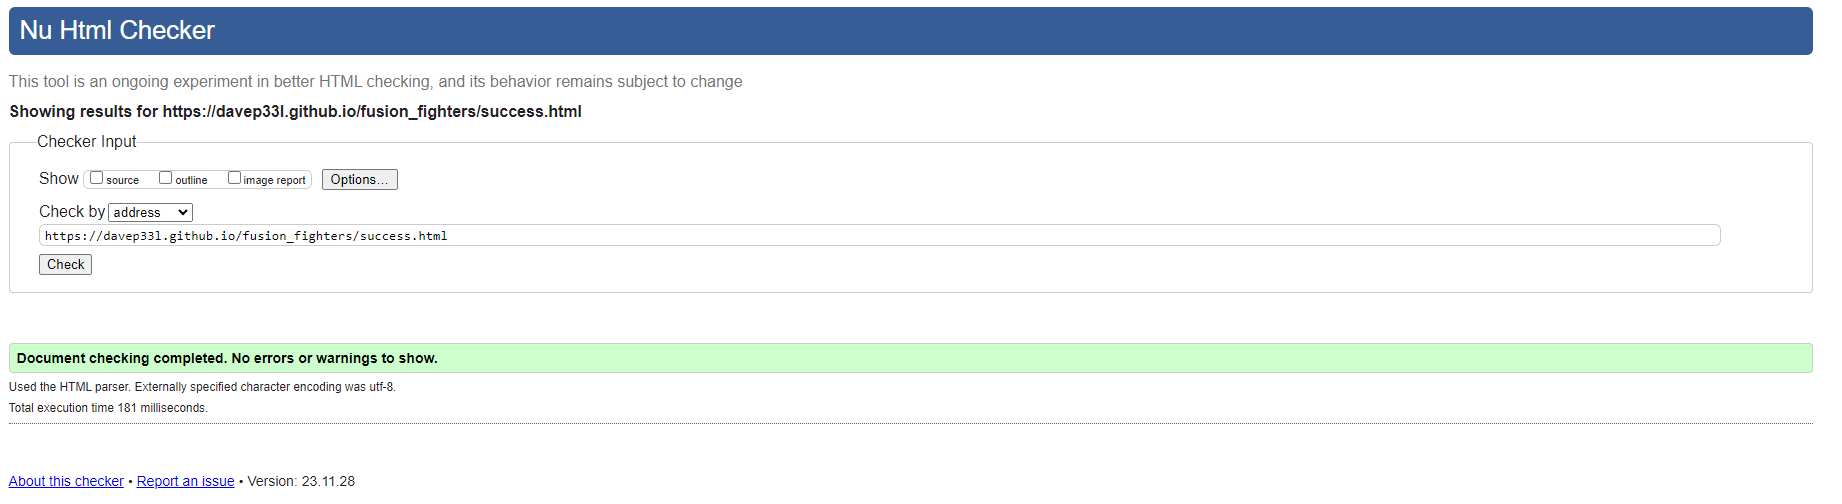 Nu Html Checker
This tool is an ongoing experiment in better HTML checking, and its behavior remains subject to change
Showing results for https://davep33l.github.io/fusion_fighters/success.html
Checker Input
Show source outline image report Options...
Check by address
https://davep33l.github.io/fusion_fighters/success.html
Check
Document checking completed. No errors or warnings to show.
Used the HTML parser. Externally specified character encoding was utf-8.
Total execution time 181 milliseconds.
About this checker • Report an issue • Version: 23.11.28